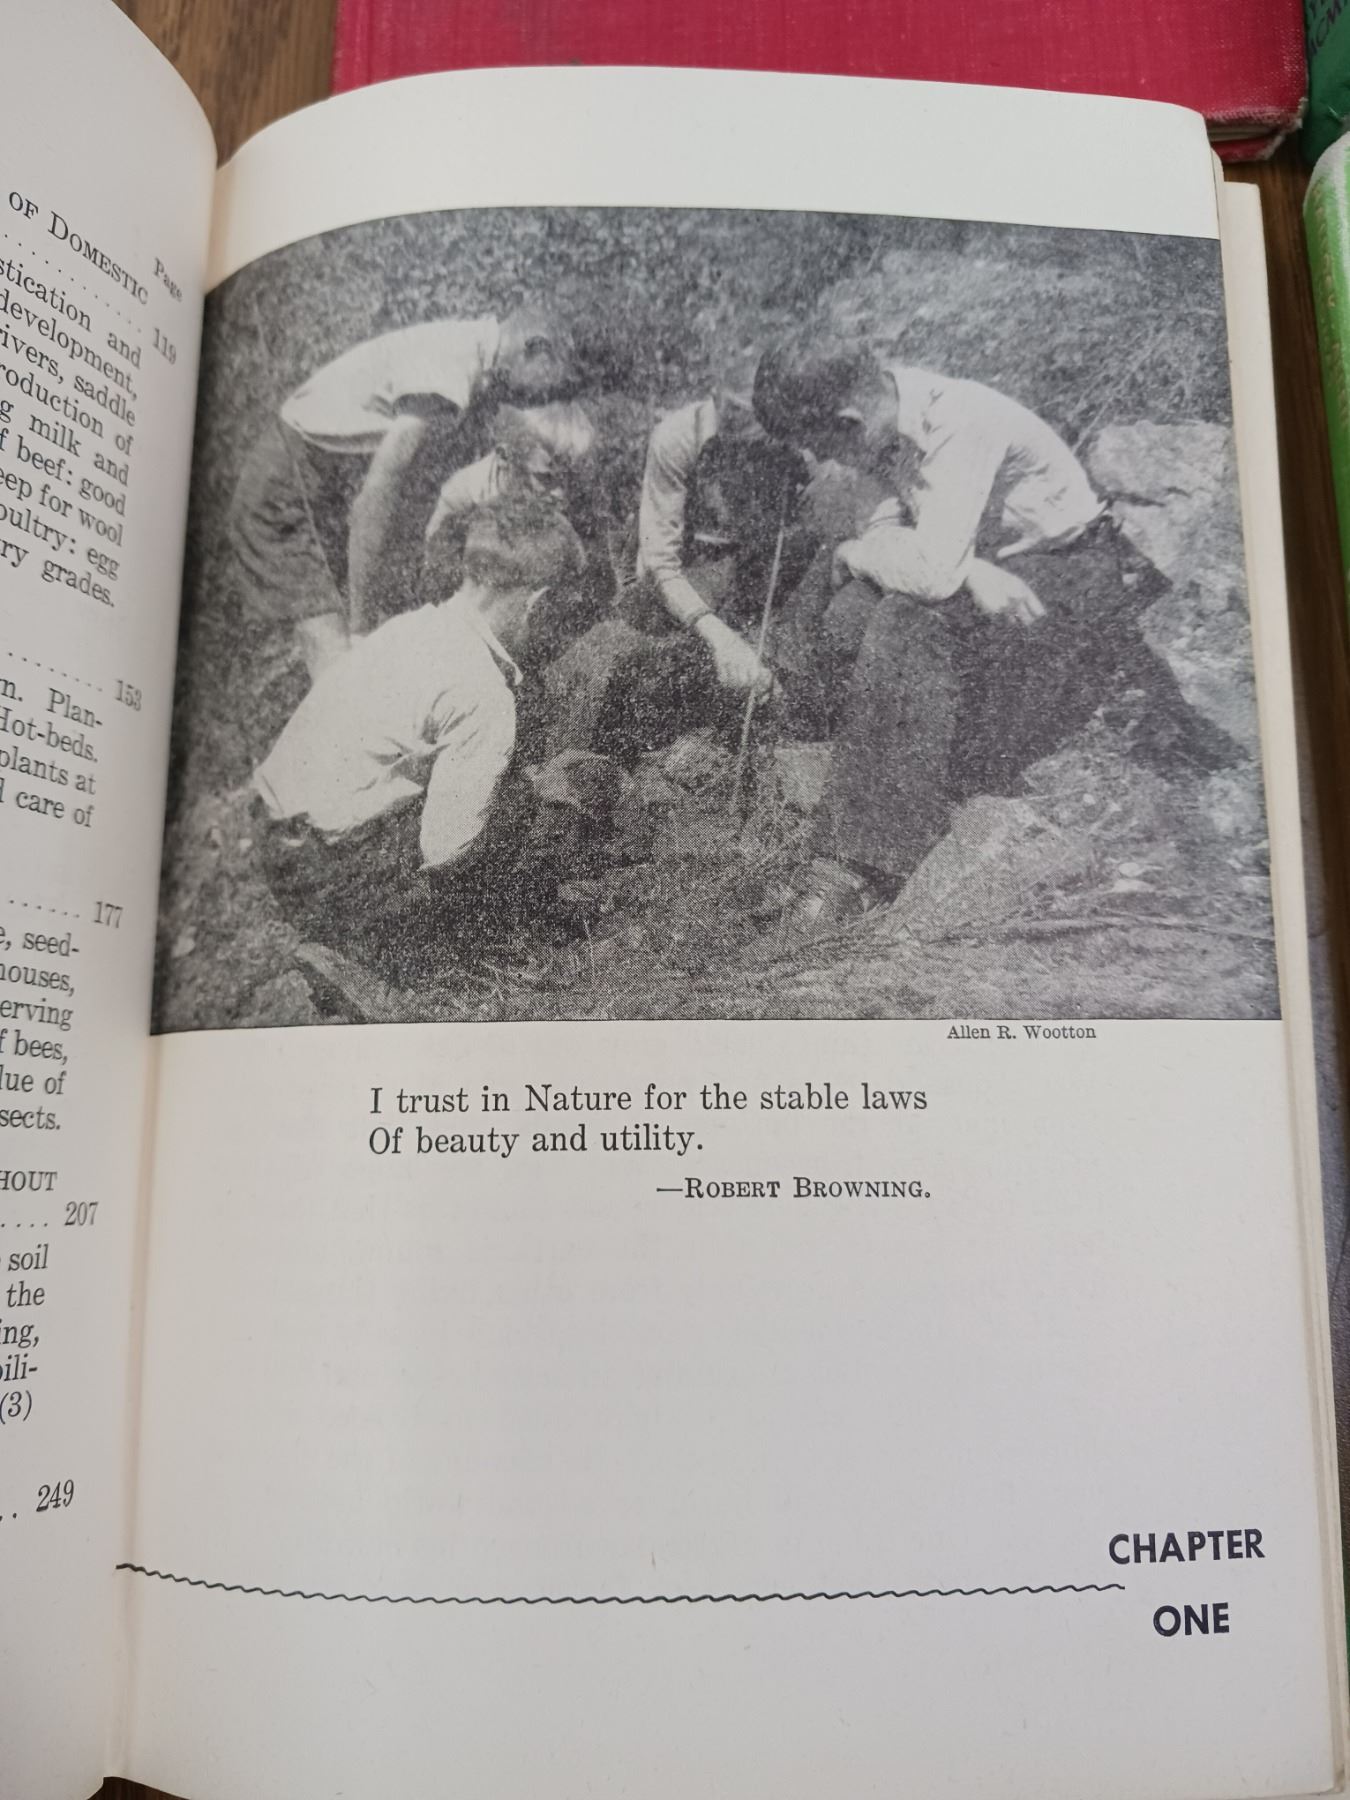 OF DOMESTIC
Page
119
stication and
development,
rivers, saddle
roduction of
g milk and
f beef: good
eep for wool
oultry: egg
ry grades.
153
n. Plan-
Hot-beds.
plants at
d care of
177
e, seed-
houses,
erving
f bees,
lue of
sects.
HOUT
.... 207
soil
the
ing,
oili-
(3)
. . 249
Allen R. Wootton
I trust in Nature for the stable laws
Of beauty and utility.
—ROBERT BROWNING.
CHAPTER
ONE